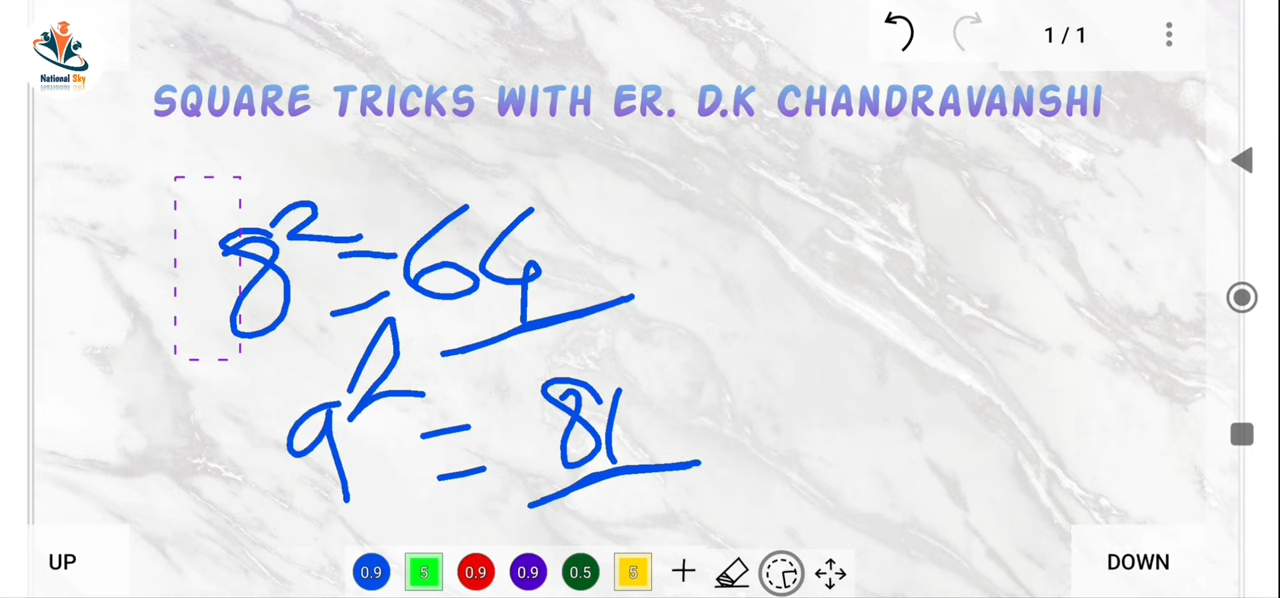 National Sky
1 / 1
SQUARE TRICKS WITH ER. D.K CHANDRAVANSHI
8² = 64
9² = 81
UP
0.9 5 0.9 0.9 0.5 5
DOWN